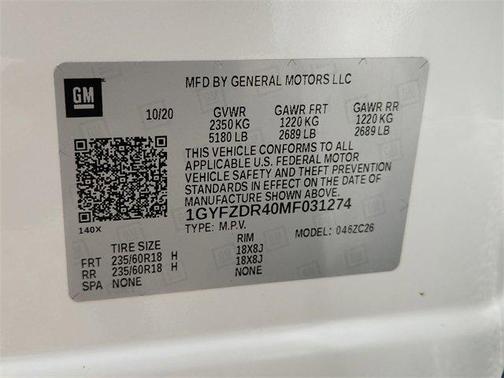 GM
MFD BY GENERAL MOTORS LLC
10/20 GVWR GAWR FRT GAWR RR
2350 KG 1220 KG 1220 KG
5180 LB 2689 LB 2689 LB
THIS VEHICLE CONFORMS TO ALL
APPLICABLE U.S. FEDERAL MOTOR
VEHICLE SAFETY AND THEFT PREVENTION
STANDARDS IN EFFECT ON THE DATE OF
MANUFACTURE SHOWN ABOVE.
1GYFZDR40MF031274
140X TYPE: M.P.V. MODEL: 046ZC26
TIRE SIZE RIM
FRT 235/60R18 H 18X8J
RR 235/60R18 H 18X8J
SPA NONE NONE